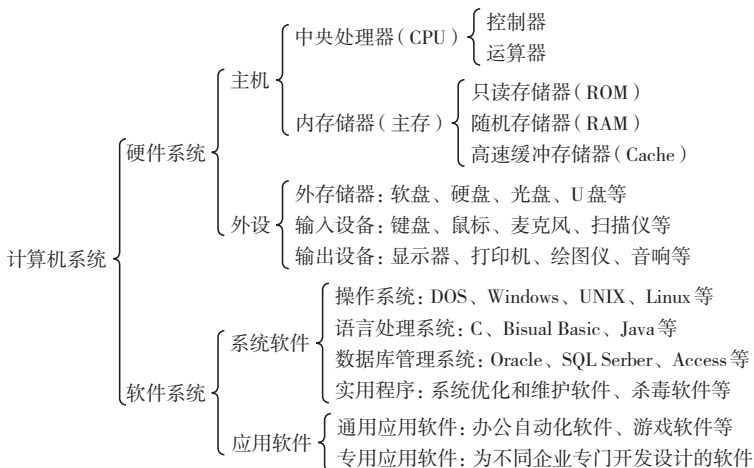 计算机系统
硬件系统
主机
中央处理器(CPU)
控制器
运算器
内存储器(主存)
只读存储器(ROM)
随机存储器(RAM)
高速缓冲存储器(Cache)
外设
外存储器:软盘、硬盘、光盘、U盘等
输入设备:键盘、鼠标、麦克风、扫描仪等
输出设备:显示器、打印机、绘图仪、音响等
软件系统
系统软件
操作系统:DOS、Windows、UNIX、Linux等
语言处理系统:C、Bisual Basic、Java等
数据库管理系统:Oracle、SQL Serber、Access等
实用程序:系统优化和维护软件、杀毒软件等
应用软件
通用应用软件:办公自动化软件、游戏软件等
专用应用软件:为不同企业专门开发设计的软件